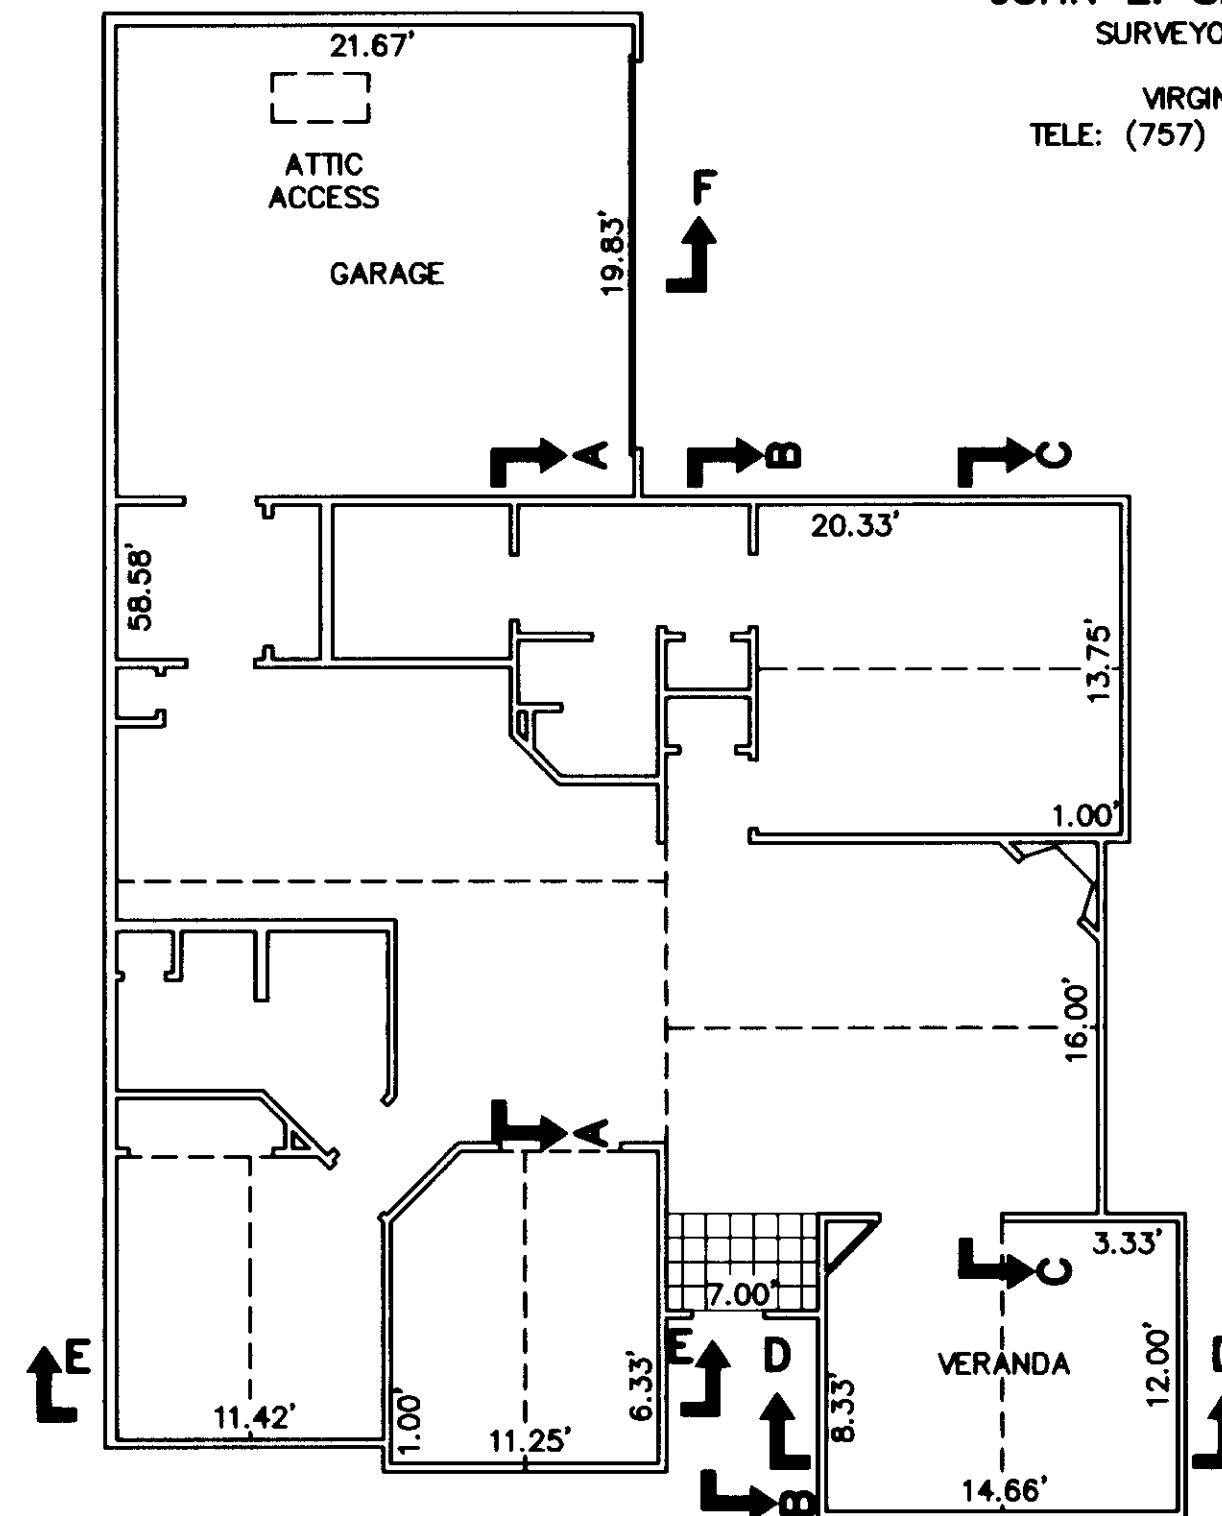 21.67'
SURVEYO
VIRGIN
TELE: (757)
ATTIC
ACCESS
F
19.83'
GARAGE
A
B
C
20.33'
58.58'
13.75'
1.00'
16.00'
A
3.33'
C
7.00'
E
E
D
VERANDA
12.00'
6.33'
8.33'
1.00'
11.42'
11.25'
14.66'
B